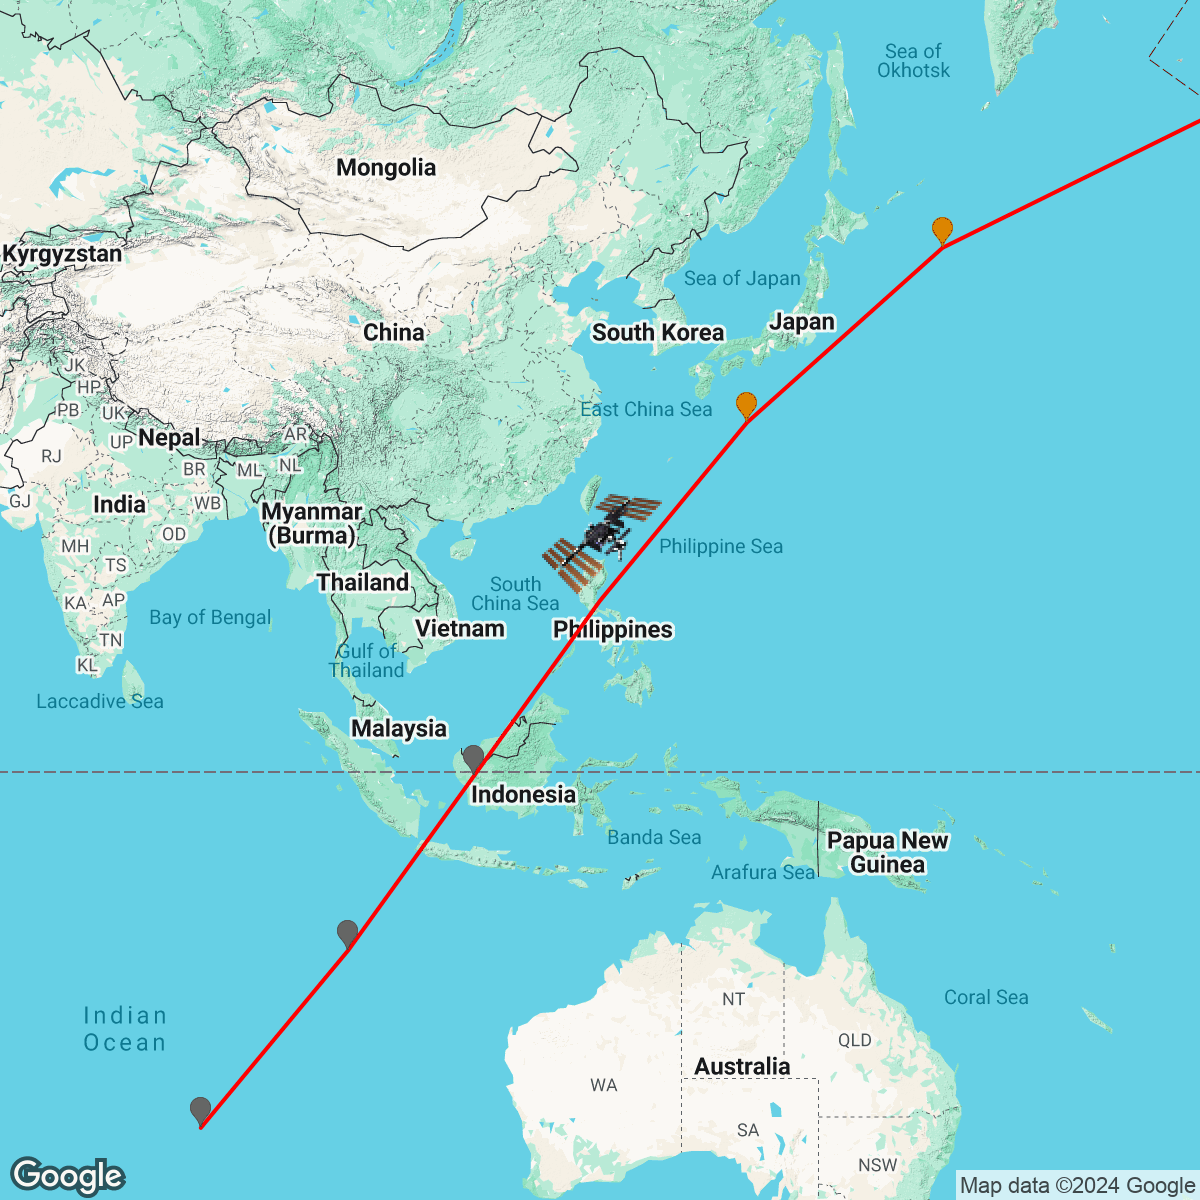 Sea of
Okhotsk
Mongolia
Kyrgyzstan
Sea of Japan
China
South Korea
Japan
JK
HP
PB
UK
East China Sea
UP
Nepal
AR
RJ
BR
ML
NL
GJ
India
WB
Myanmar
(Burma)
OD
MH
Philippine Sea
TS
Thailand
South
China Sea
KA
AP
Bay of Bengal
Vietnam
Philippines
TN
Gulf of
Thailand
KL
Laccadive Sea
Malaysia
Indonesia
Banda Sea
Papua New
Guinea
Arafura Sea
Indian
Ocean
NT
Coral Sea
QLD
Australia
WA
SA
NSW
Google
Map data ©2024 Google